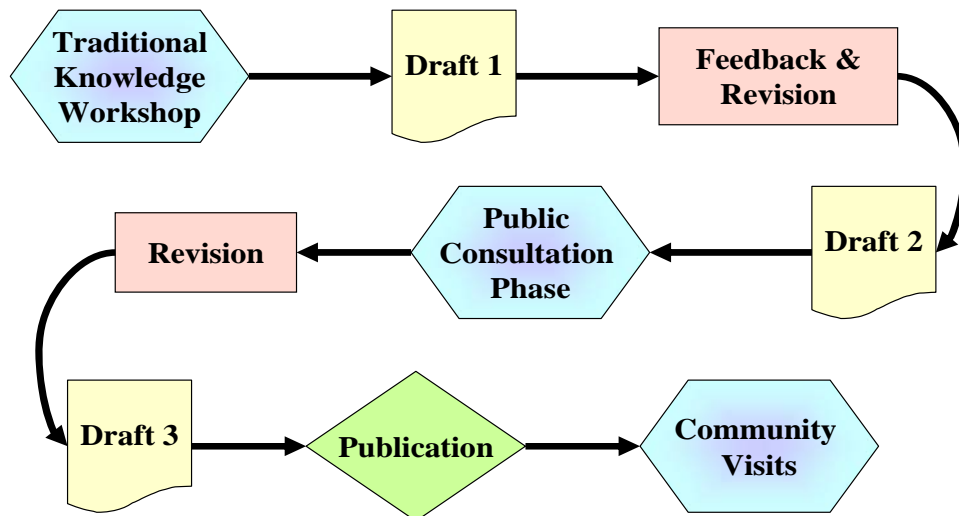 Traditional
Knowledge
Workshop
Draft 1
Feedback &
Revision
Draft 2
Public
Consultation
Phase
Revision
Draft 3
Publication
Community
Visits